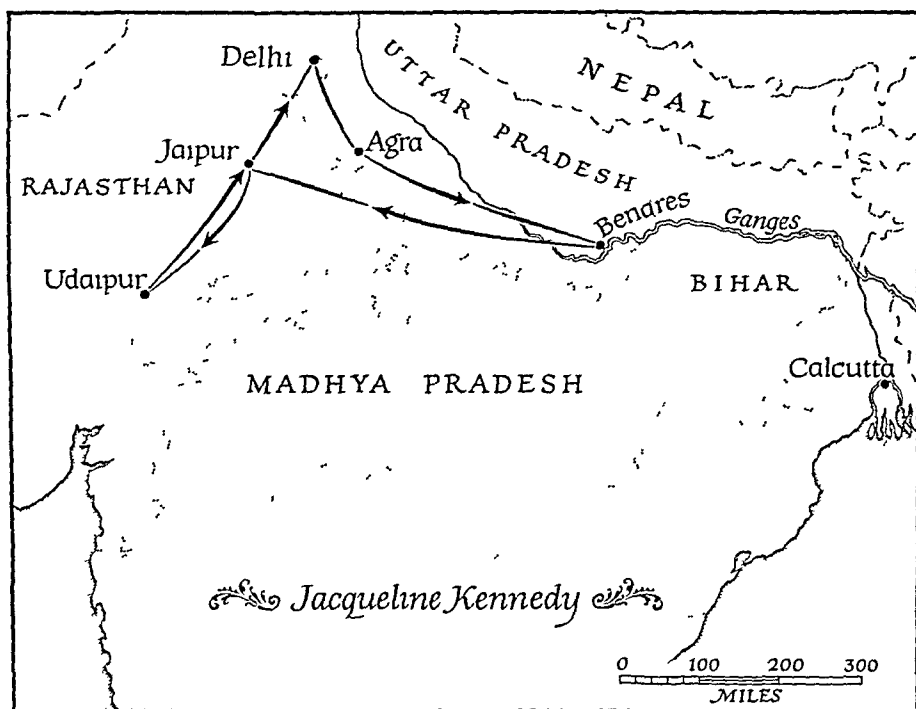 Delhi
UTTAR PRADESH
NEPAL
Jaipur
Agra
RAJASTHAN
Benares
Ganges
Udaipur
BIHAR
Calcutta
MADHYA PRADESH
Jacqueline Kennedy
0 100 200 300
MILES